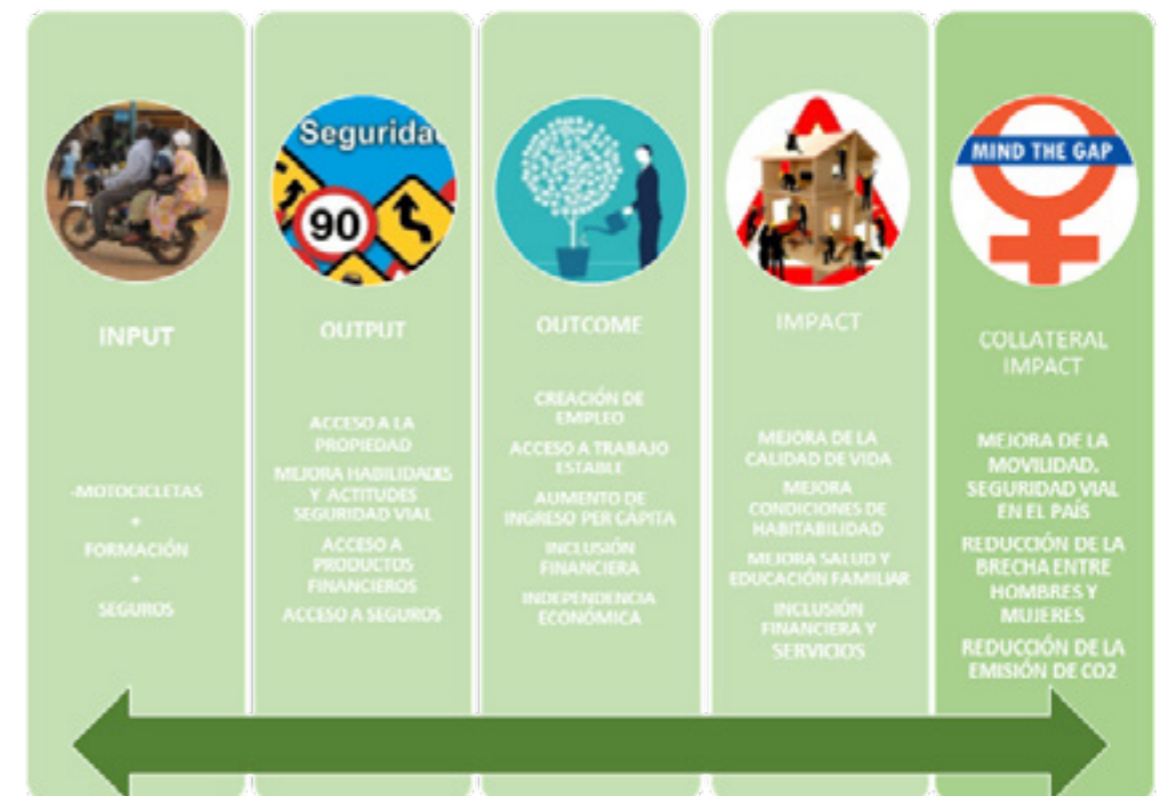 Segurida
90
MIND THE GAP
INPUT
-MOTOCICLETAS
+
FORMACIÓN
+
SEGUROS
OUTPUT
ACCESO A LA
PROPIEDAD
MEJORA HABILIDADES
Y ACTITUDES
SEGURIDAD VIAL
ACCESO A
PRODUCTOS
FINANCIEROS
ACCESO A SEGUROS
OUTCOME
CREACIÓN DE
EMPLEO
ACCESO A TRABAJO
ESTABLE
AUMENTO DE
INGRESO PER CÁPITA
INCLUSIÓN
FINANCIERA
INDEPENDENCIA
ECONÓMICA
IMPACT
MEJORA DE LA
CALIDAD DE VIDA
MEJORA
CONDICIONES DE
HABITABILIDAD
MEJORA SALUD Y
EDUCACIÓN FAMILIAR
INCLUSIÓN
FINANCIERA Y
SERVICIOS
COLLATERAL
IMPACT
MEJORA DE LA
MOVILIDAD.
SEGURIDAD VIAL
EN EL PAÍS
REDUCCIÓN DE LA
BRECHA ENTRE
HOMBRES Y
MUJERES
REDUCCIÓN DE LA
EMISIÓN DE CO2